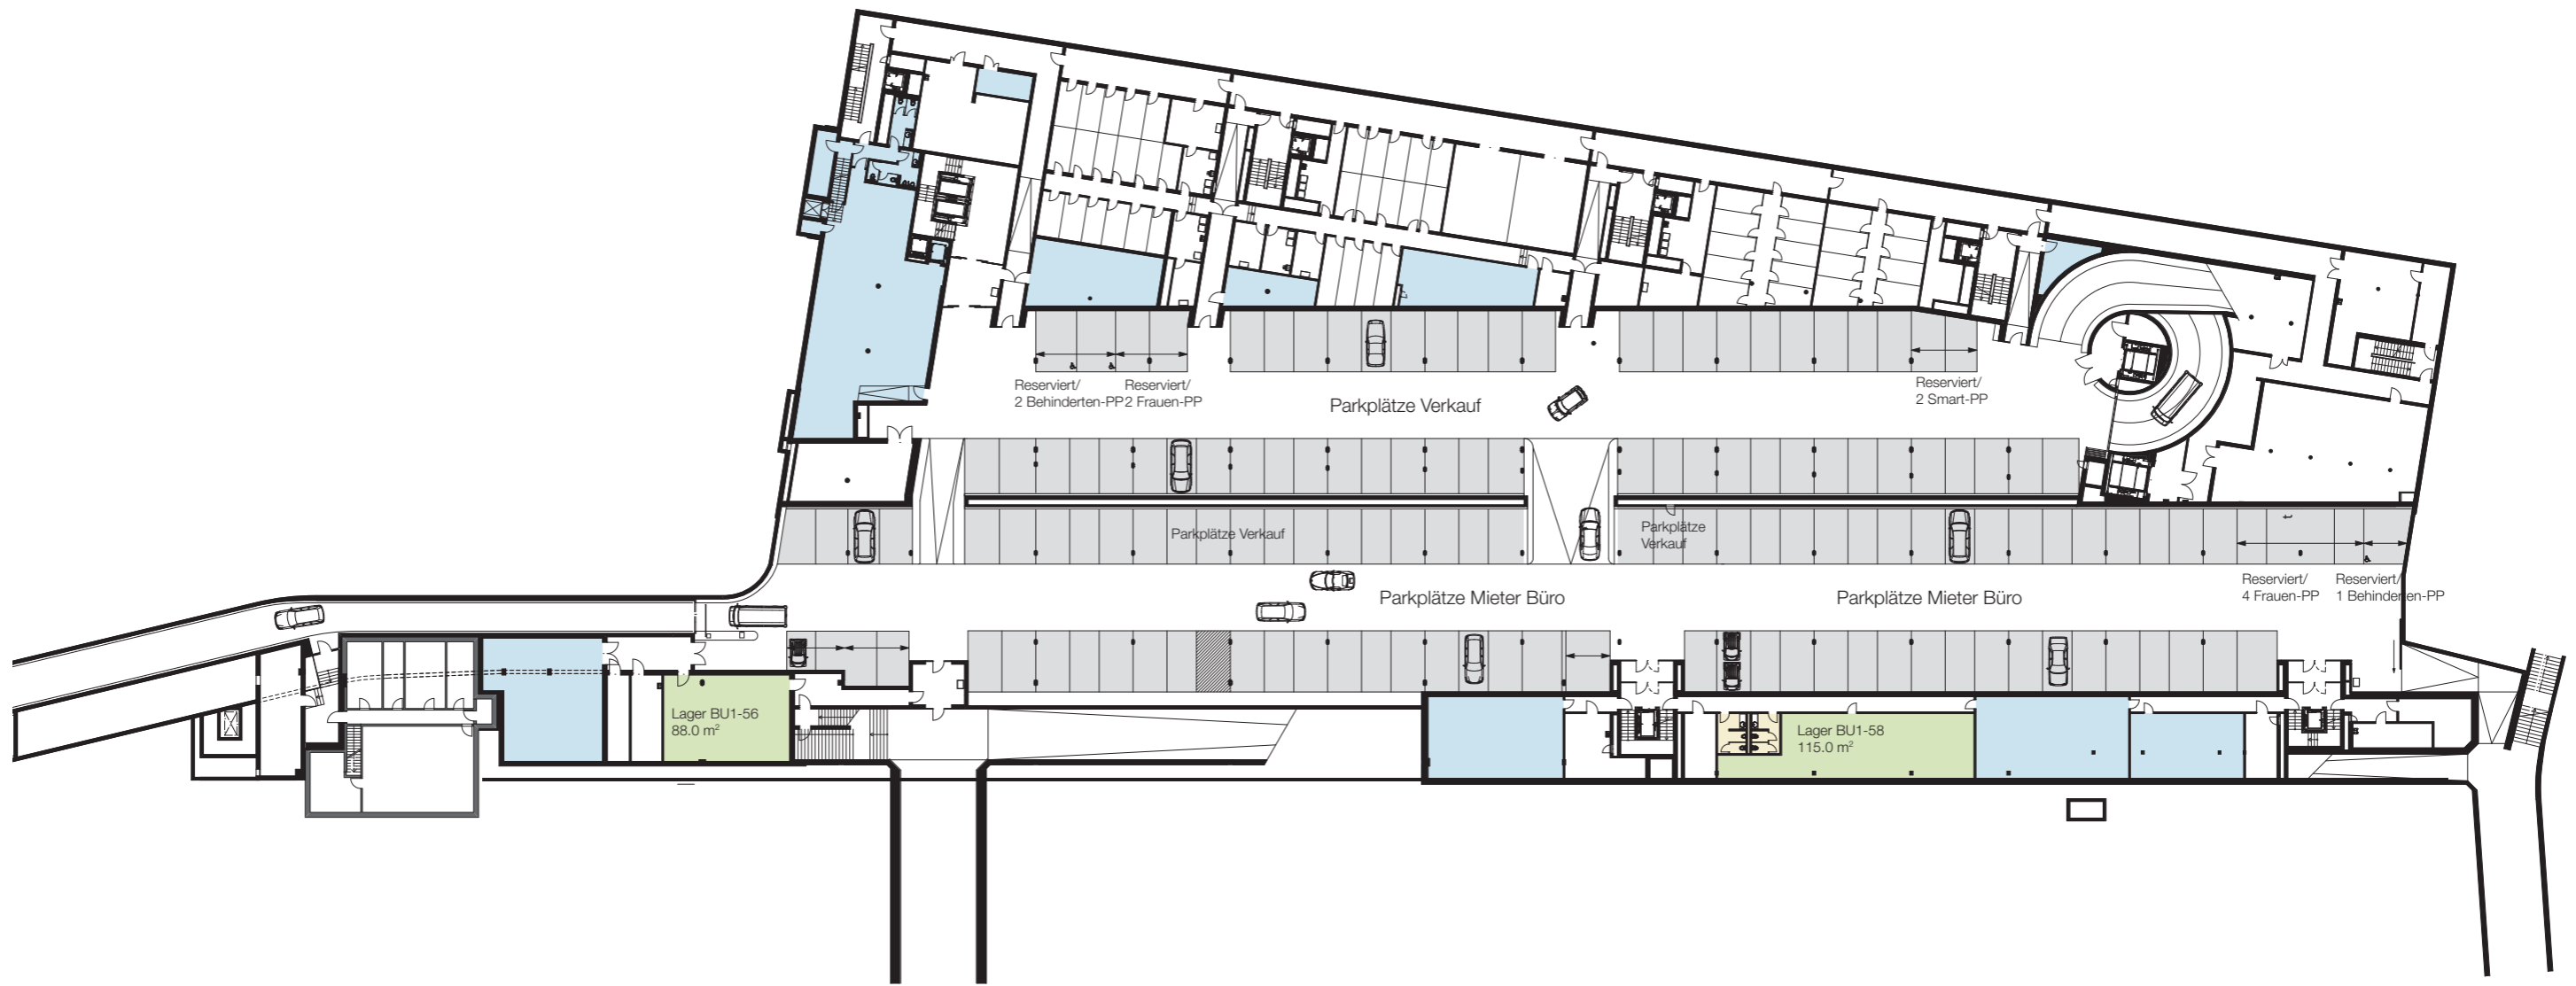 Reserviert/
2 Behinderten-PP
Reserviert/
2 Frauen-PP
Parkplätze Verkauf
Reserviert/
2 Smart-PP
Parkplätze Verkauf
Parkplätze
Verkauf
Parkplätze Mieter Büro
Parkplätze Mieter Büro
Reserviert/
4 Frauen-PP
Reserviert/
1 Behinderten-PP
Lager BU1-56
88.0 m²
Lager BU1-58
115.0 m²